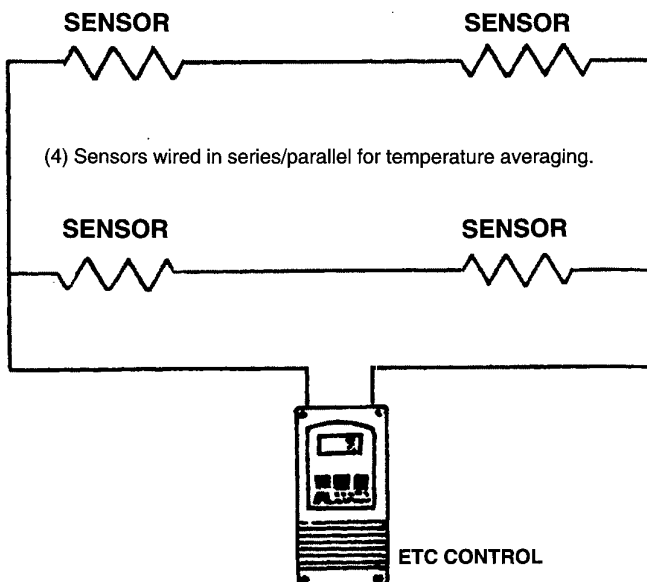 SENSOR SENSOR
(4) Sensors wired in series/parallel for temperature averaging.
SENSOR SENSOR
ETC CONTROL